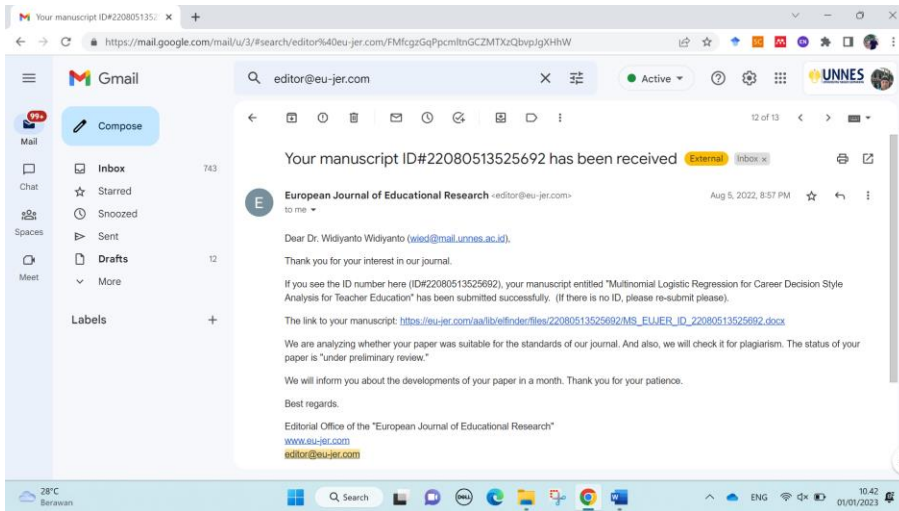 Your manuscript ID#2208051352
https://mail.google.com/mail/u/3/#search/editor%40eu-jer.com/FMfcgzGqPpcmltnGCZMTXzQbvpJgXHhW
Gmail
editor@eu-jer.com
Active
UNNES
99+
Mail
Chat
Spaces
Meet
Compose
Inbox 743
Starred
Snoozed
Sent
Drafts 12
More
Labels
12 of 13
Your manuscript ID#22080513525692 has been received External Inbox x
E
European Journal of Educational Research <editor@eu-jer.com> Aug 5, 2022, 8:57 PM
to me
Dear Dr. Widiyanto Widiyanto (wied@mail.unnes.ac.id),
Thank you for your interest in our journal.
If you see the ID number here (ID#22080513525692), your manuscript entitled "Multinomial Logistic Regression for Career Decision Style
Analysis for Teacher Education" has been submitted successfully. (If there is no ID, please re-submit please).
The link to your manuscript: https://eu-jer.com/aa/lib/elfinder/files/22080513525692/MS_EUJER_ID_22080513525692.docx
We are analyzing whether your paper was suitable for the standards of our journal. And also, we will check it for plagiarism. The status of your
paper is "under preliminary review."
We will inform you about the developments of your paper in a month. Thank you for your patience.
Best regards.
Editorial Office of the "European Journal of Educational Research"
www.eu-jer.com
editor@eu-jer.com
28°C
Berawan
Search
DELL
ENG
10.42
01/01/2023